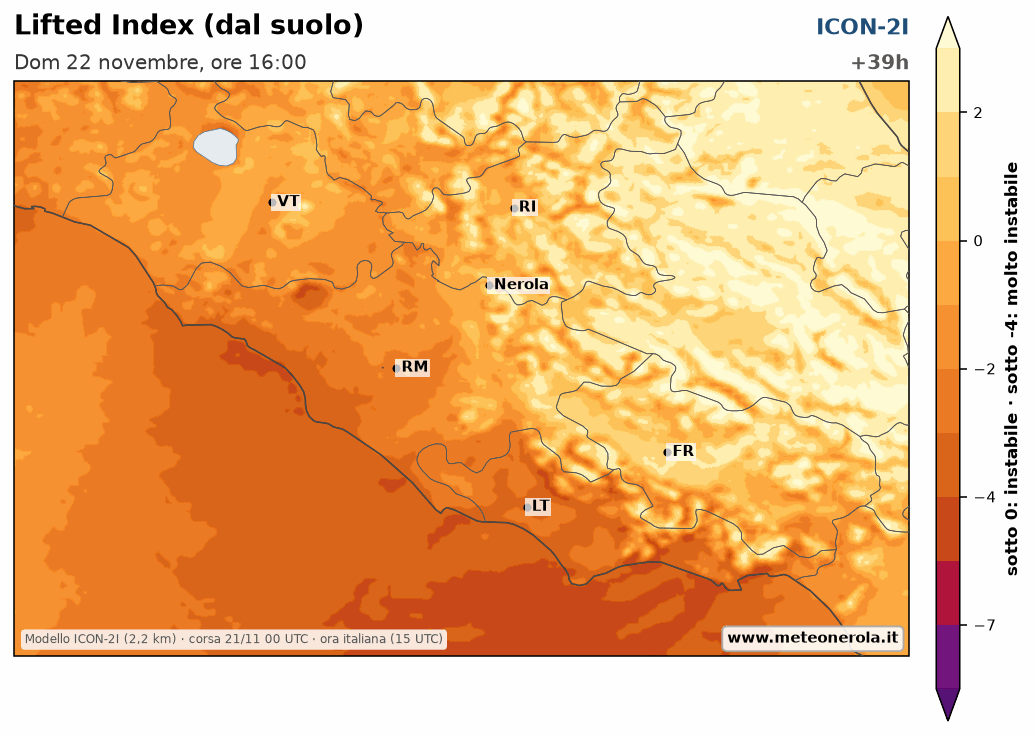 Lifted Index (dal suolo)
ICON-2I
Dom 22 novembre, ore 16:00
+39h
VT
RI
Nerola
RM
FR
LT
Modello ICON-2I (2,2 km) · corsa 21/11 00 UTC · ora italiana (15 UTC)
www.meteonerola.it
2
0
−2
−4
−7
sotto 0: instabile · sotto -4: molto instabile